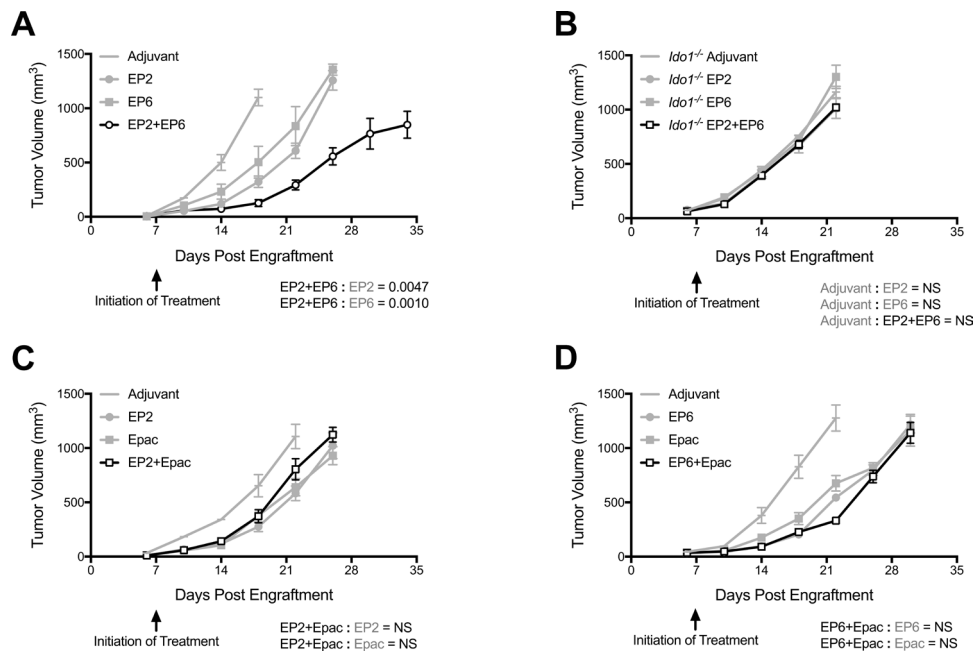 A
Tumor Volume (mm³)
1500
1000
500
0
Adjuvant
EP2
EP6
EP2+EP6
0 7 14 21 28 35
Days Post Engraftment
Initiation of Treatment
EP2+EP6 : EP2 = 0.0047
EP2+EP6 : EP6 = 0.0010
B
Tumor Volume (mm³)
1500
1000
500
0
Ido1-/- Adjuvant
Ido1-/- EP2
Ido1-/- EP6
Ido1-/- EP2+EP6
0 7 14 21 28 35
Days Post Engraftment
Initiation of Treatment
Adjuvant : EP2 = NS
Adjuvant : EP6 = NS
Adjuvant : EP2+EP6 = NS
C
Tumor Volume (mm³)
1500
1000
500
0
Adjuvant
EP2
Epac
EP2+Epac
0 7 14 21 28 35
Days Post Engraftment
Initiation of Treatment
EP2+Epac : EP2 = NS
EP2+Epac : Epac = NS
D
Tumor Volume (mm³)
1500
1000
500
0
Adjuvant
EP6
Epac
EP6+Epac
0 7 14 21 28 35
Days Post Engraftment
Initiation of Treatment
EP6+Epac : EP6 = NS
EP6+Epac : Epac = NS